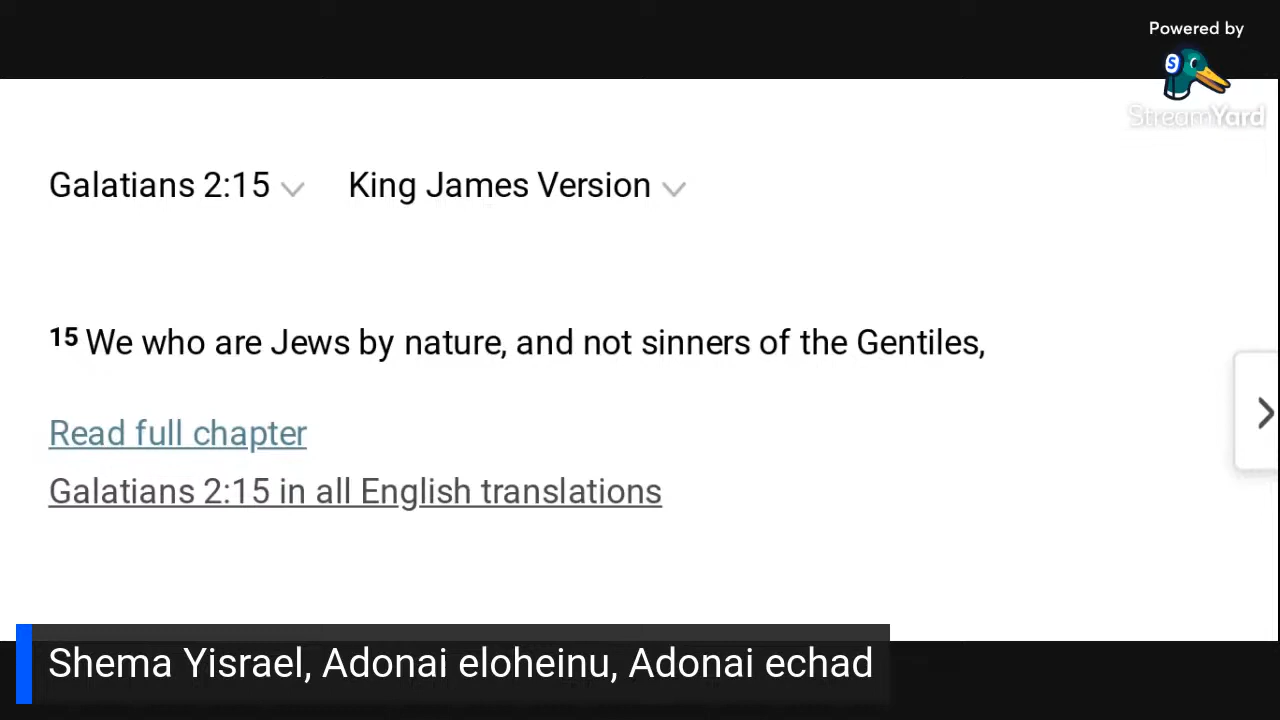 Powered by
S
StreamYard
Galatians 2:15 King James Version
15 We who are Jews by nature, and not sinners of the Gentiles,
Read full chapter
Galatians 2:15 in all English translations
Shema Yisrael, Adonai eloheinu, Adonai echad